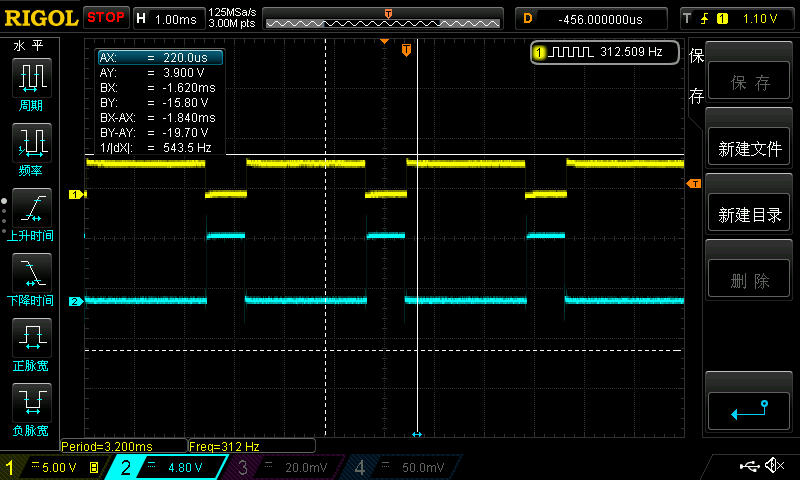 RIGOL STOP H 1.00ms 125MSa/s 3.00M pts T D -456.000000us T 1 1.10 V
水 平
周期
频率
上升时间
下降时间
正脉宽
负脉宽
AX: = 220.0us
AY: = 3.900 V
BX: = -1.620ms
BY: = -15.80 V
BX-AX: = -1.840ms
BY-AY: = -19.70 V
1/|dX|: = 543.5 Hz
T
1 312.509 Hz
1
2
T
保存
保 存
新建文件
新建目录
删 除
Period=3.200ms Freq=312 Hz
1 = 5.00 V B 2 = 4.80 V 3 = 20.0mV 4 = 50.0mV